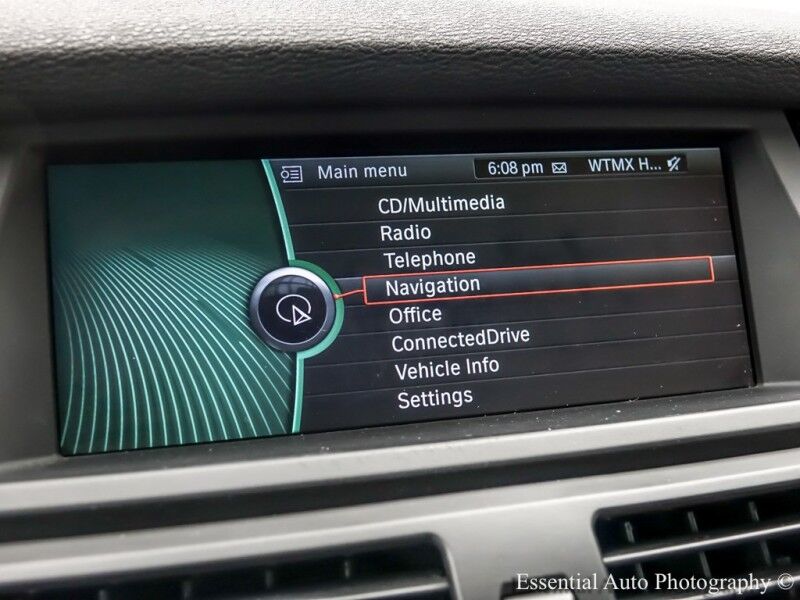 Main menu 6:08 pm WTMX H...
CD/Multimedia
Radio
Telephone
Navigation
Office
ConnectedDrive
Vehicle Info
Settings
Essential Auto Photography ©